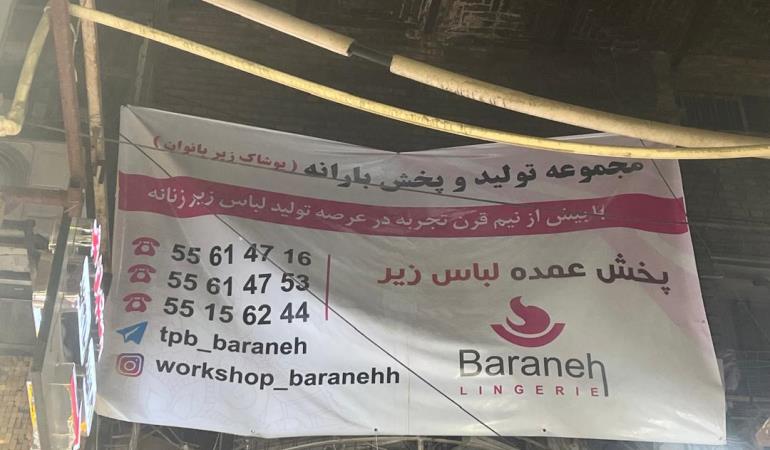 مجموعه تولید و پخش بارانه ( پوشاک زیر بانوان )
با بیش از نیم قرن تجربه در عرصه تولید لباس زیر زنانه
پخش عمده لباس زیر
Baraneh
LINGERIE
55 61 47 16
55 61 47 53
55 15 62 44
tpb_baraneh
workshop_baranehh